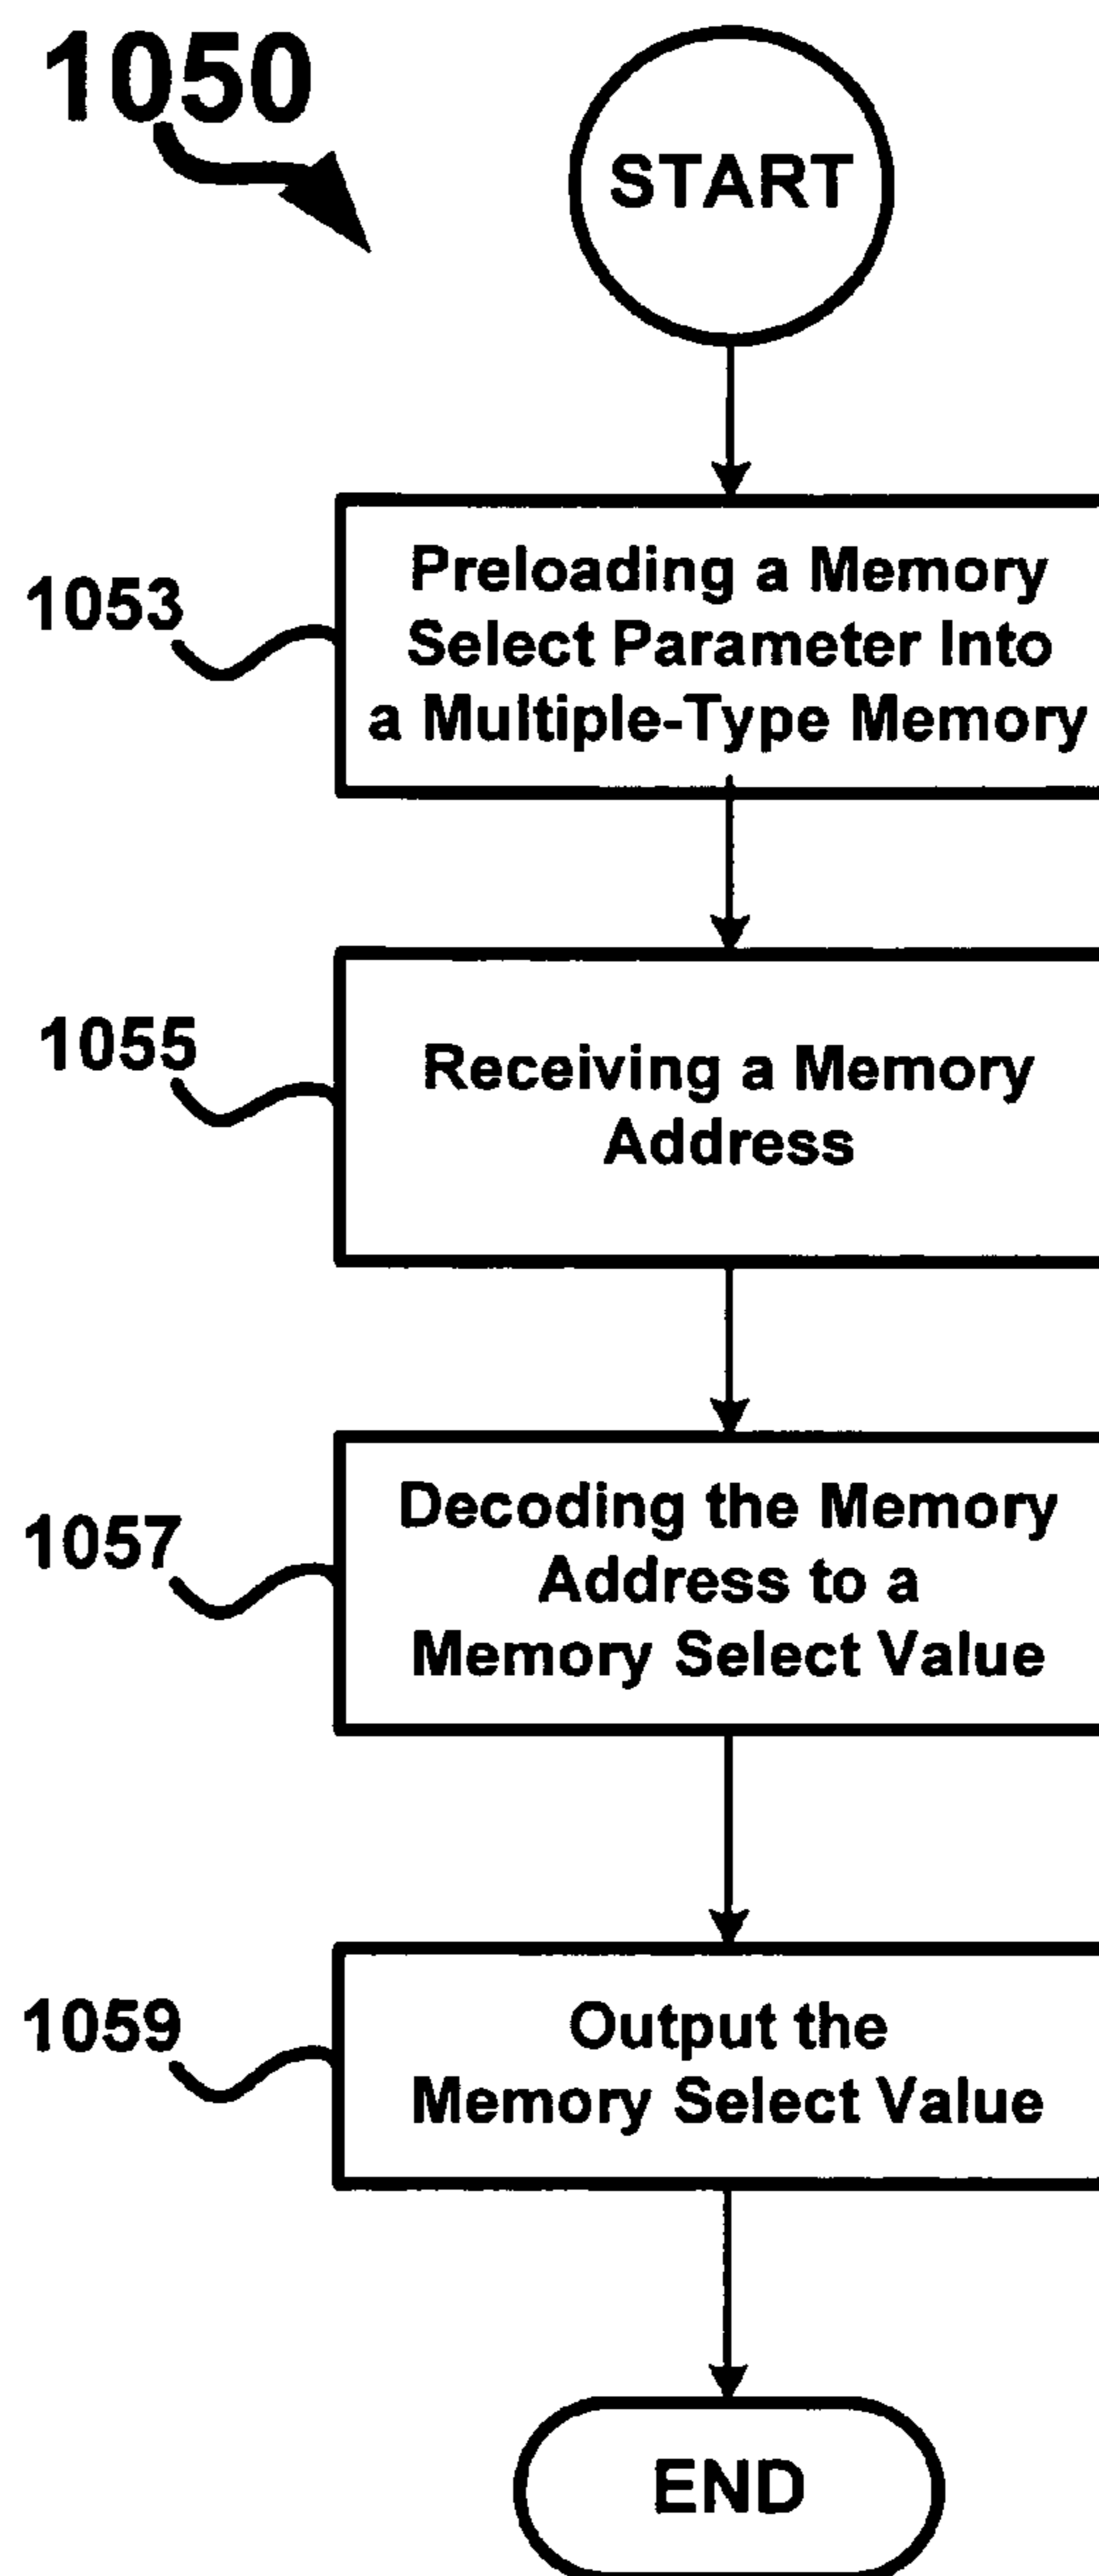 1050
START
1053
Preloading a Memory
Select Parameter Into
a Multiple-Type Memory
1055
Receiving a Memory
Address
1057
Decoding the Memory
Address to a
Memory Select Value
1059
Output the
Memory Select Value
END